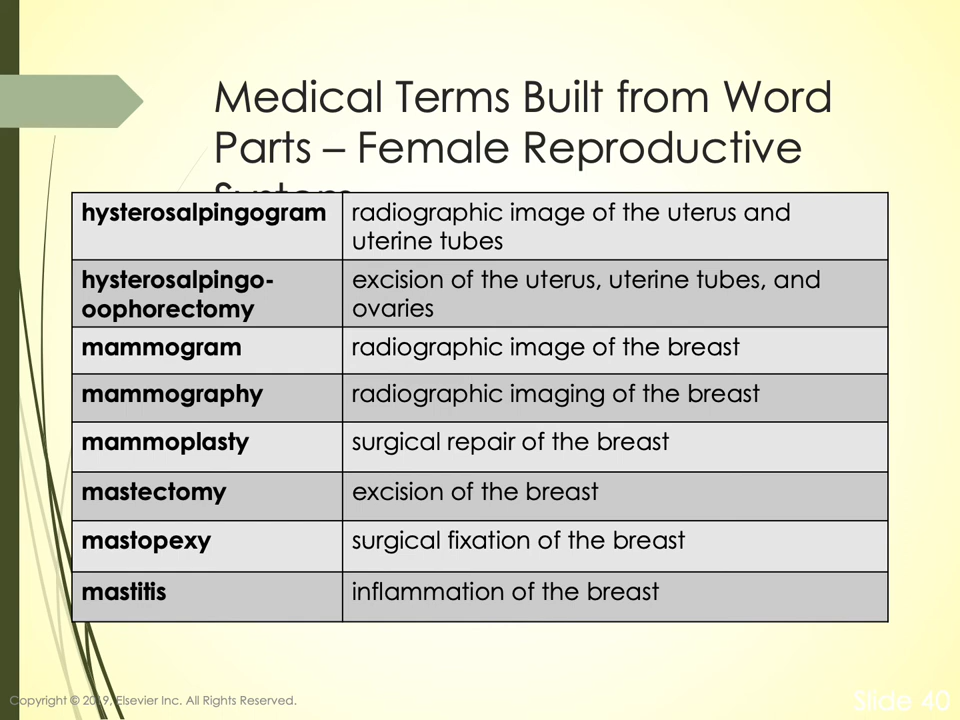 Medical Terms Built from Word
Parts – Female Reproductive
System
hysterosalpingogram radiographic image of the uterus and
uterine tubes
hysterosalpingo- excision of the uterus, uterine tubes, and
oophorectomy ovaries
mammogram radiographic image of the breast
mammography radiographic imaging of the breast
mammoplasty surgical repair of the breast
mastectomy excision of the breast
mastopexy surgical fixation of the breast
mastitis inflammation of the breast
Copyright © 2019, Elsevier Inc. All Rights Reserved.
Slide 40